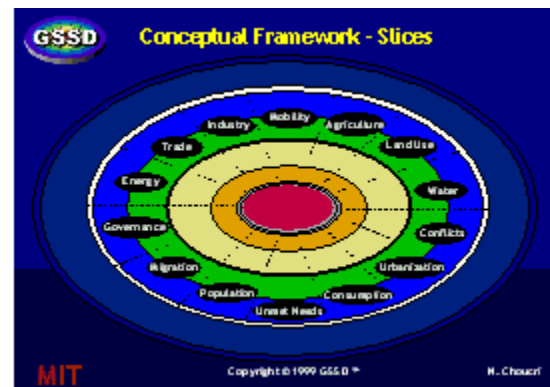 GSSD
Conceptual Framework - Slices
Mobility
Industry
Agriculture
Trade
Land Use
Energy
Water
Governance
Conflicts
Migration
Urbanization
Population
Consumption
Unmet Needs
MIT
Copyright © 1999 GSSD ™
N. Choucri